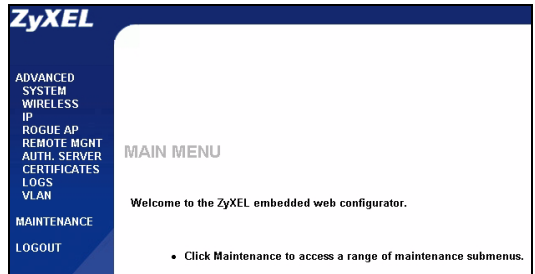 ZyXEL
ADVANCED
SYSTEM
WIRELESS
IP
ROGUE AP
REMOTE MGNT
AUTH. SERVER
CERTIFICATES
LOGS
VLAN
MAINTENANCE
LOGOUT
MAIN MENU
Welcome to the ZyXEL embedded web configurator.
• Click Maintenance to access a range of maintenance submenus.